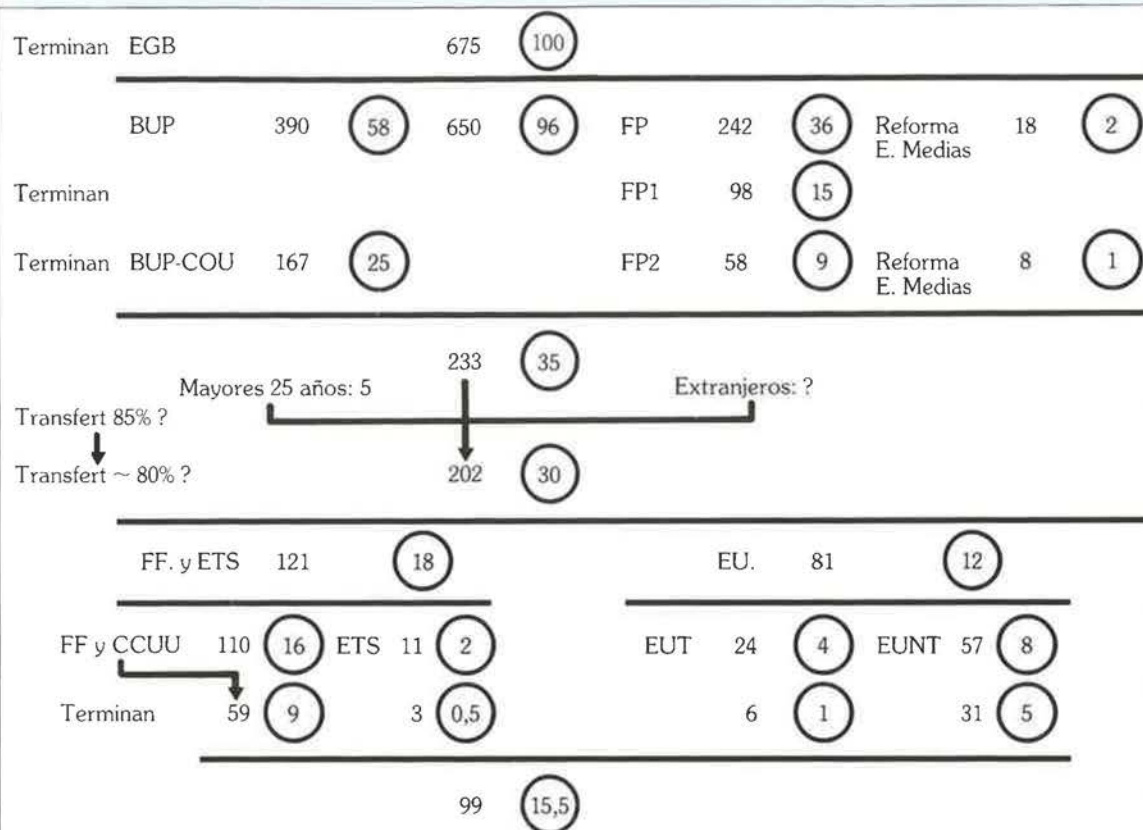 Terminan EGB 675 100
BUP 390 58 650 96 FP 242 36 Reforma 18 2
E. Medias
Terminan FP1 98 15
Terminan BUP-COU 167 25 FP2 58 9 Reforma 8 1
E. Medias
233 35
Mayores 25 años: 5 Extranjeros: ?
Transfert 85% ?
Transfert ~ 80% ? 202 30
FF. y ETS 121 18 EU. 81 12
FF y CCUU 110 16 ETS 11 2 EUT 24 4 EUNT 57 8
Terminan 59 9 3 0,5 6 1 31 5
99 15,5